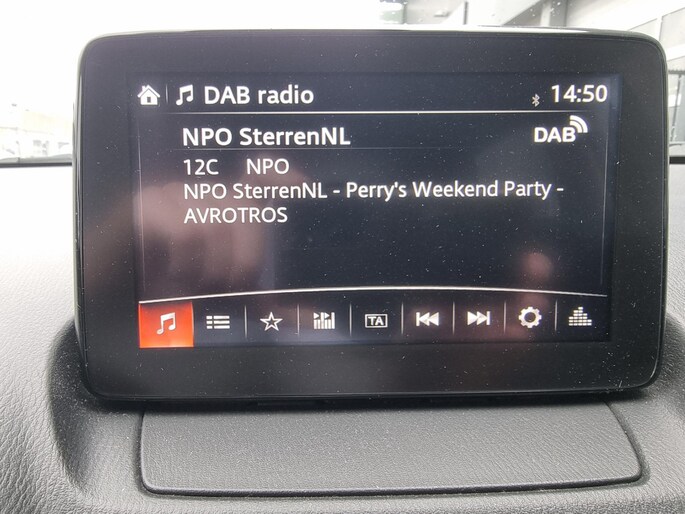 DAB radio 14:50
NPO SterrenNL DAB
12C NPO
NPO SterrenNL - Perry's Weekend Party -
AVROTROS
TA